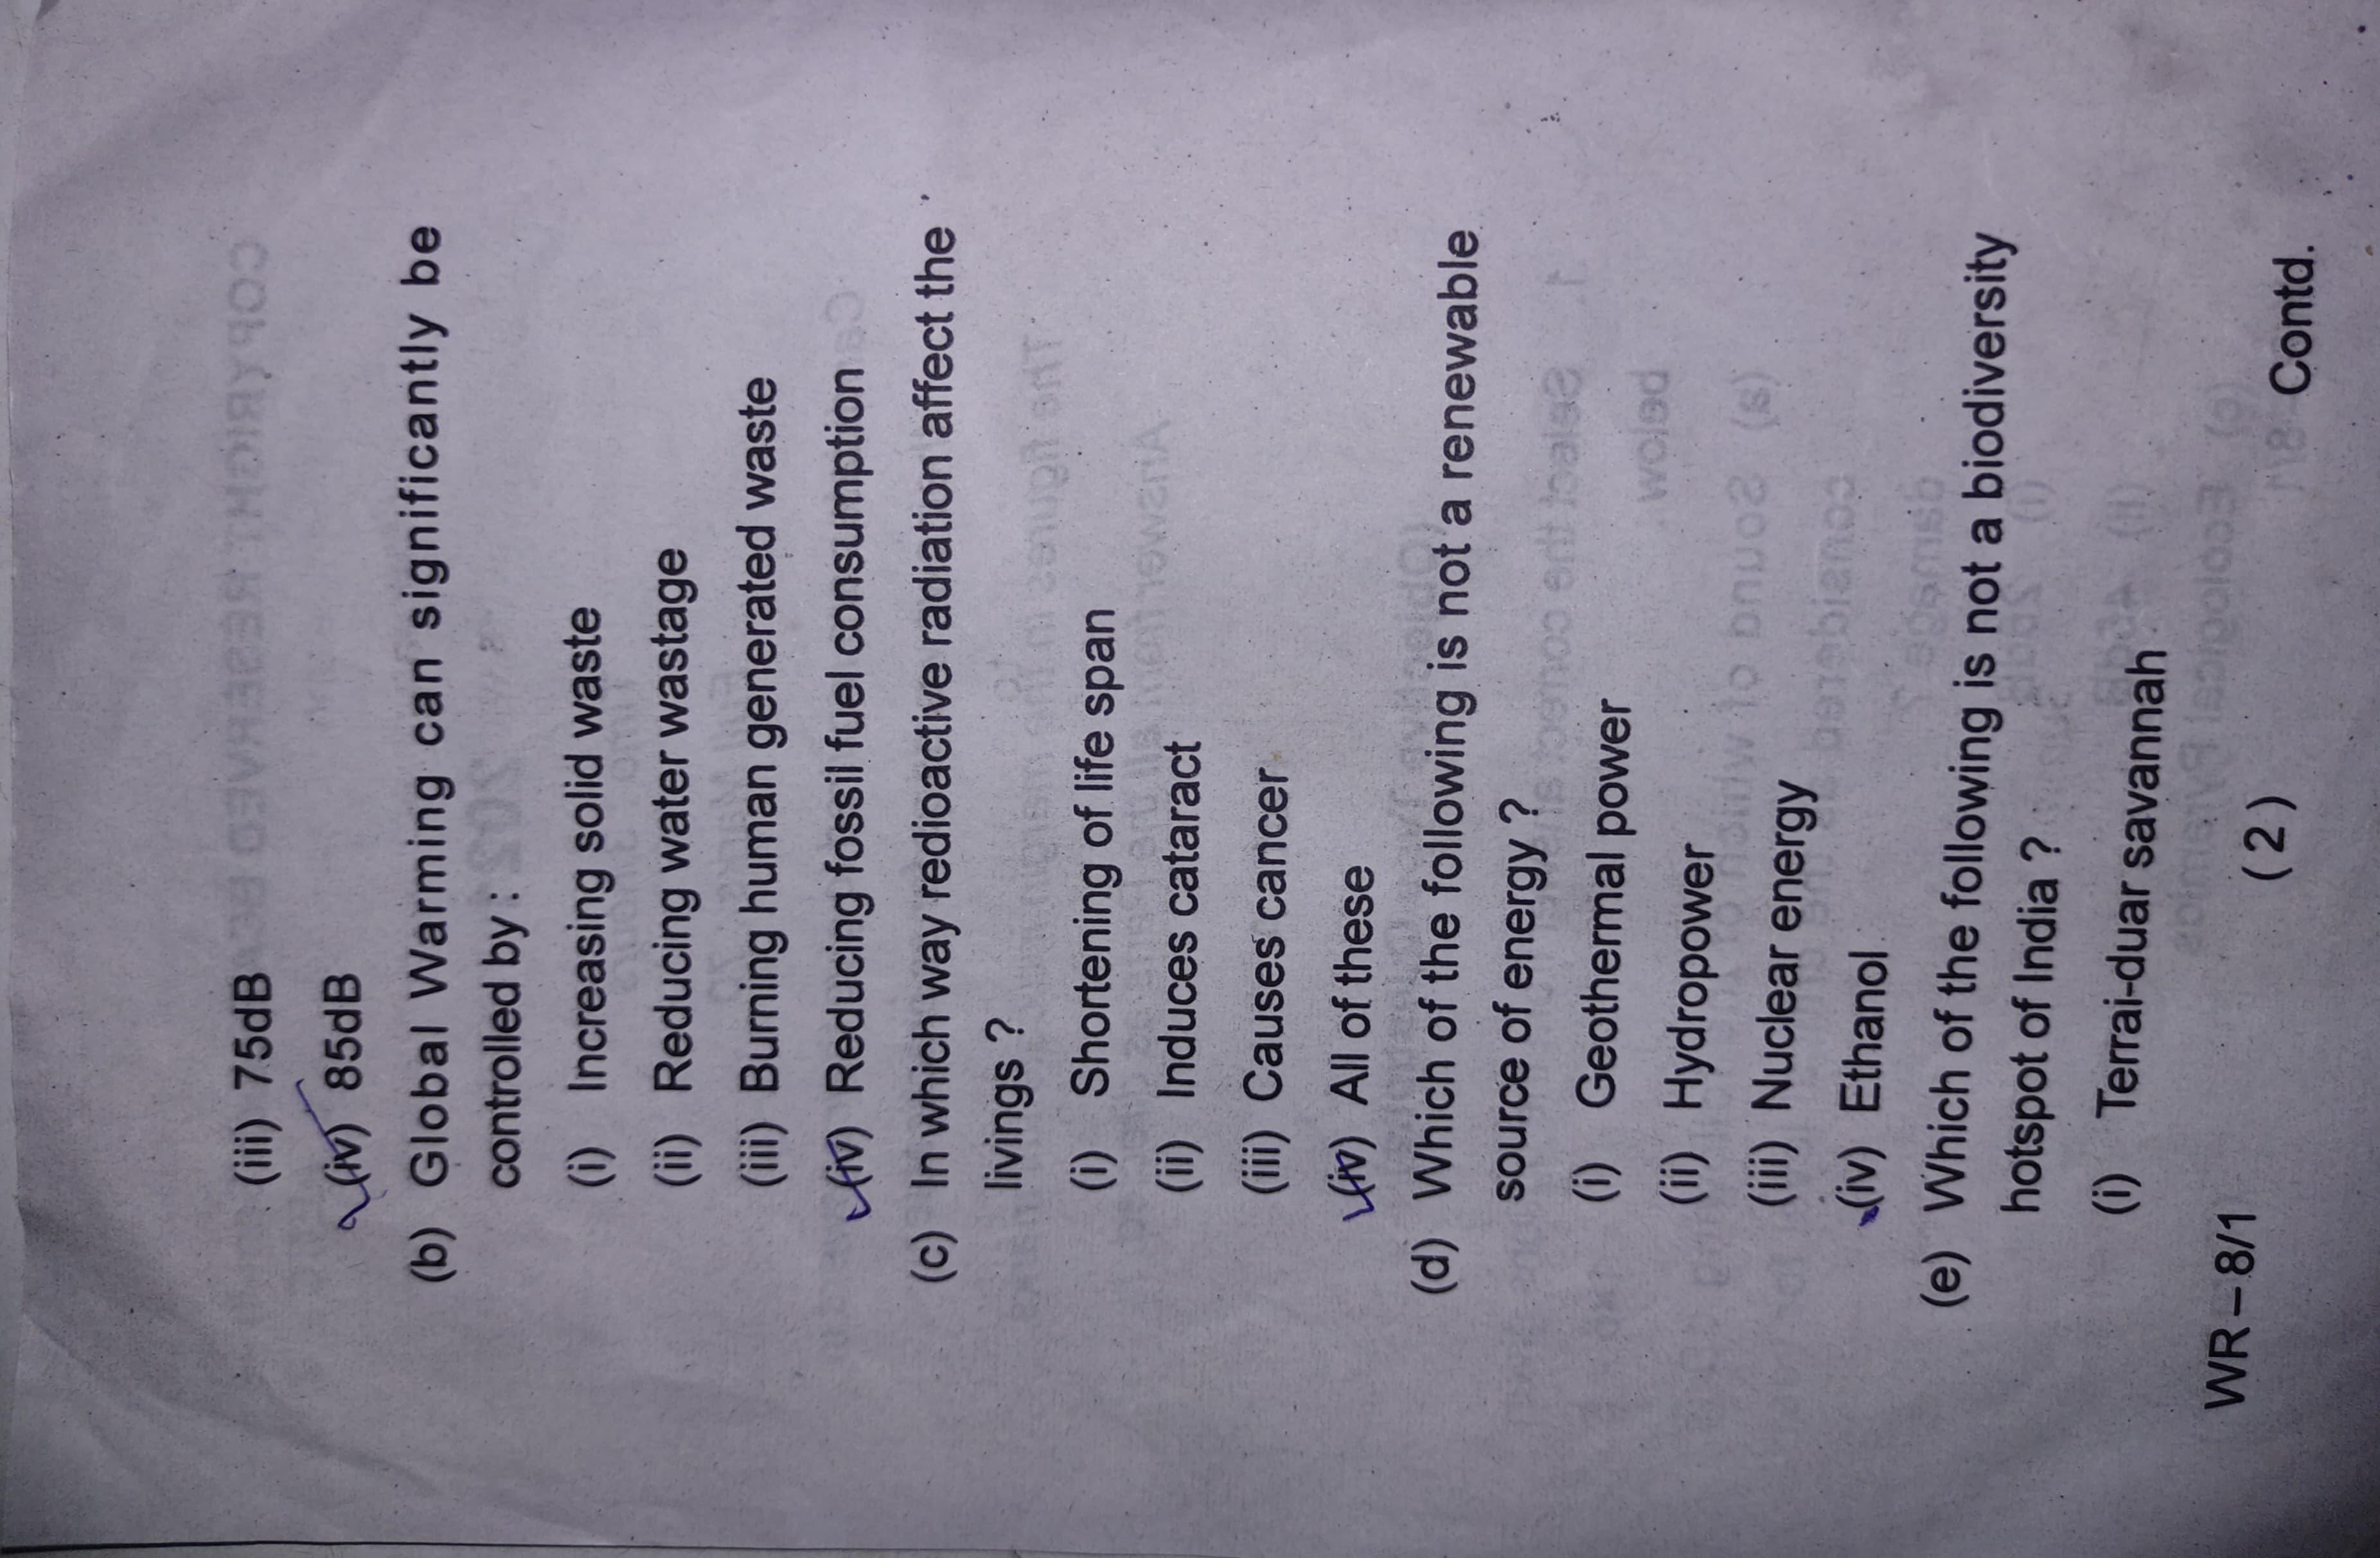 (iii) 75dB
(iv) 85dB
(b) Global Warming can significantly be
controlled by :
(i) Increasing solid waste
(ii) Reducing water wastage
(iii) Burning human generated waste
(iv) Reducing fossil fuel consumption
(c) In which way redioactive radiation affect the
livings ?
(i) Shortening of life span
(ii) Induces cataract
(iii) Causes cancer
(iv) All of these
(d) Which of the following is not a renewable
source of energy ?
(i) Geothermal power
(ii) Hydropower
(iii) Nuclear energy
(iv) Ethanol
(e) Which of the following is not a biodiversity
hotspot of India ?
(i) Terrai-duar savannah
WR – 8/1
(2)
Contd.